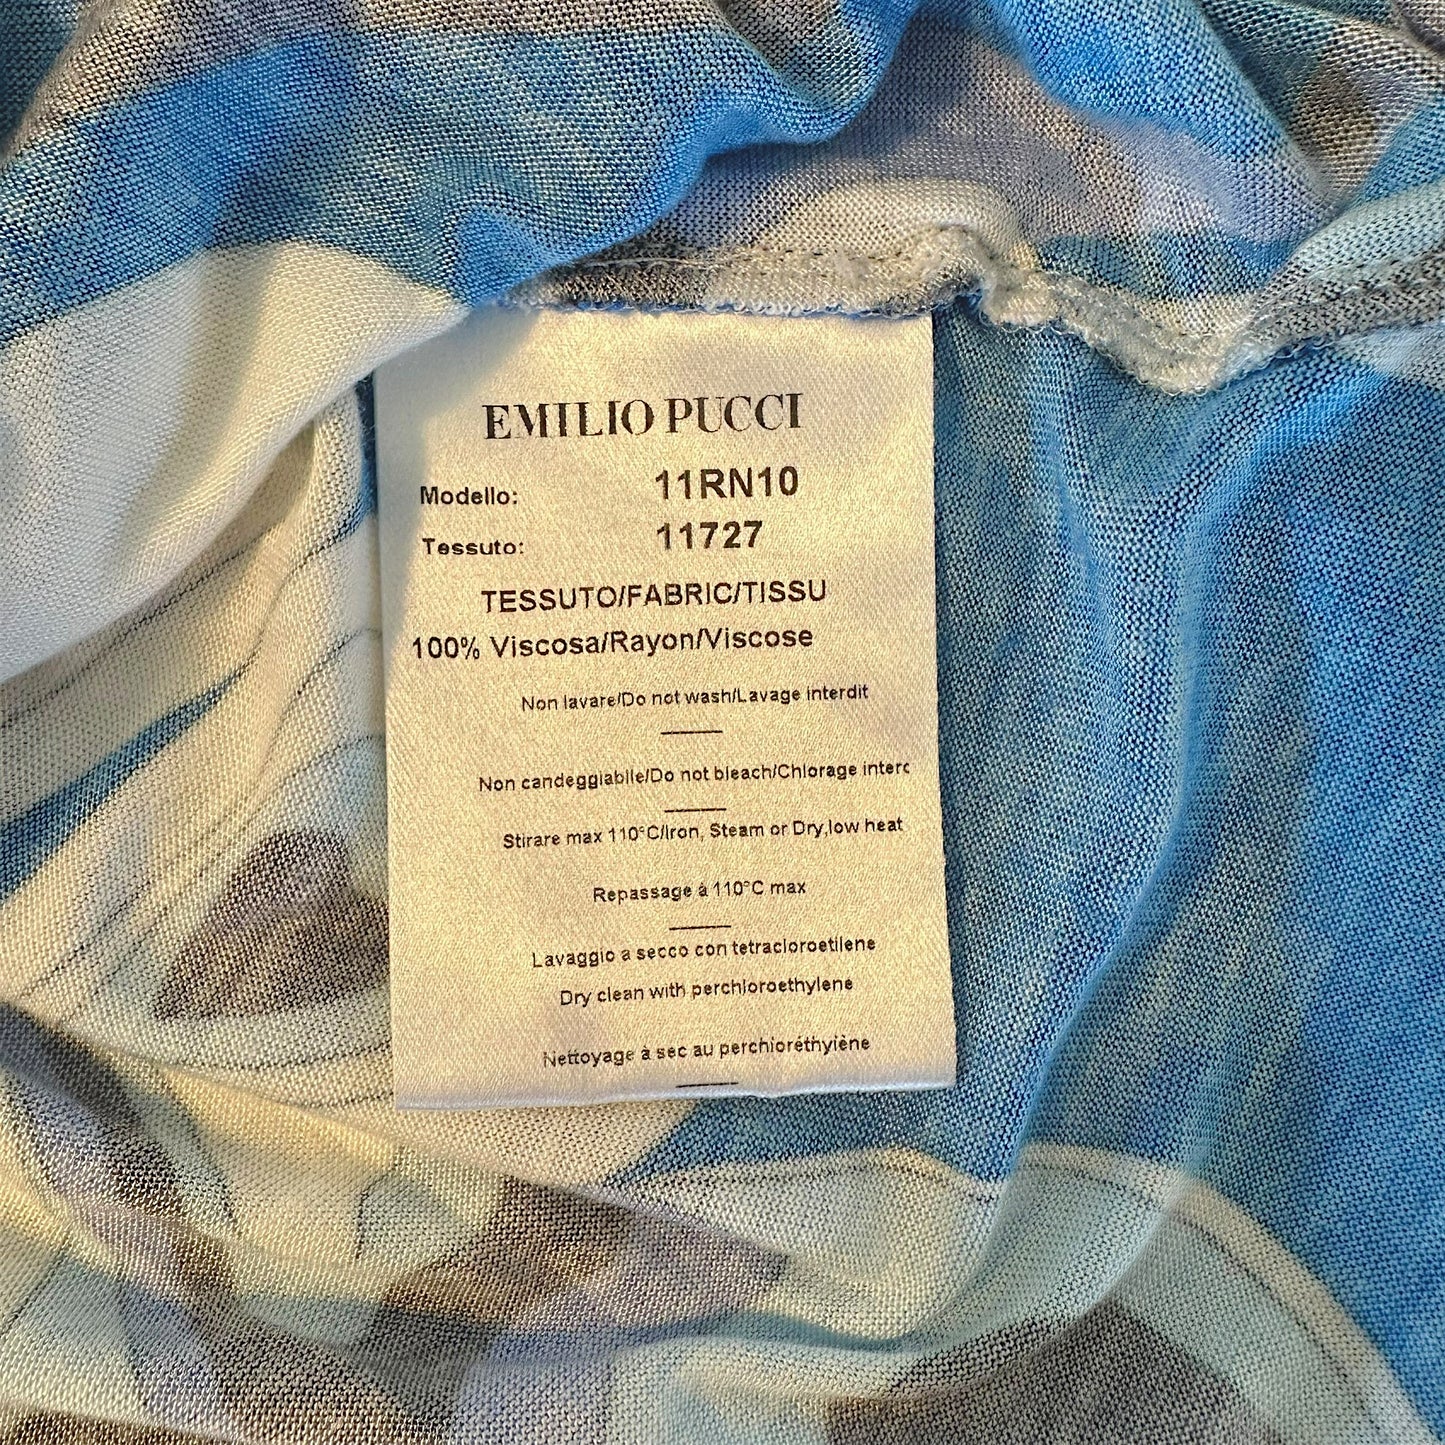 EMILIO PUCCI
Modello: 11RN10
Tessuto: 11727
TESSUTO/FABRIC/TISSU
100% Viscosa/Rayon/Viscose
Non lavare/Do not wash/Lavage interdit
Non candeggiabile/Do not bleach/Chlorage interc
Stirare max 110°C/Iron, Steam or Dry,low heat
Repassage à 110°C max
Lavaggio a secco con tetracloroetilene
Dry clean with perchloroethylene
Nettoyage à sec au perchloréthylène